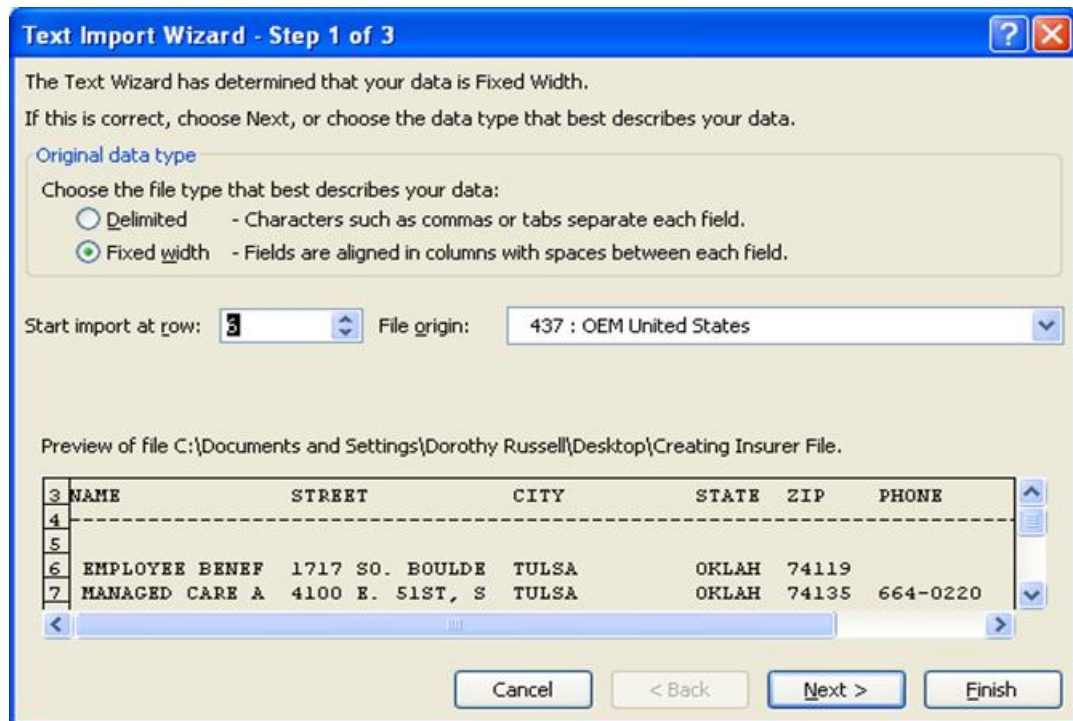 Text Import Wizard - Step 1 of 3
The Text Wizard has determined that your data is Fixed Width.
If this is correct, choose Next, or choose the data type that best describes your data.
Original data type
Choose the file type that best describes your data:
Delimited - Characters such as commas or tabs separate each field.
Fixed width - Fields are aligned in columns with spaces between each field.
Start import at row: 3 File origin: 437 : OEM United States
Preview of file C:\Documents and Settings\Dorothy Russell\Desktop\Creating Insurer File.
3 NAME STREET CITY STATE ZIP PHONE
4 ------------------------------------------------------------------------
5
6 EMPLOYEE BENEF 1717 SO. BOULDE TULSA OKLAH 74119
7 MANAGED CARE A 4100 E. 51ST, S TULSA OKLAH 74135 664-0220
Cancel < Back Next > Finish